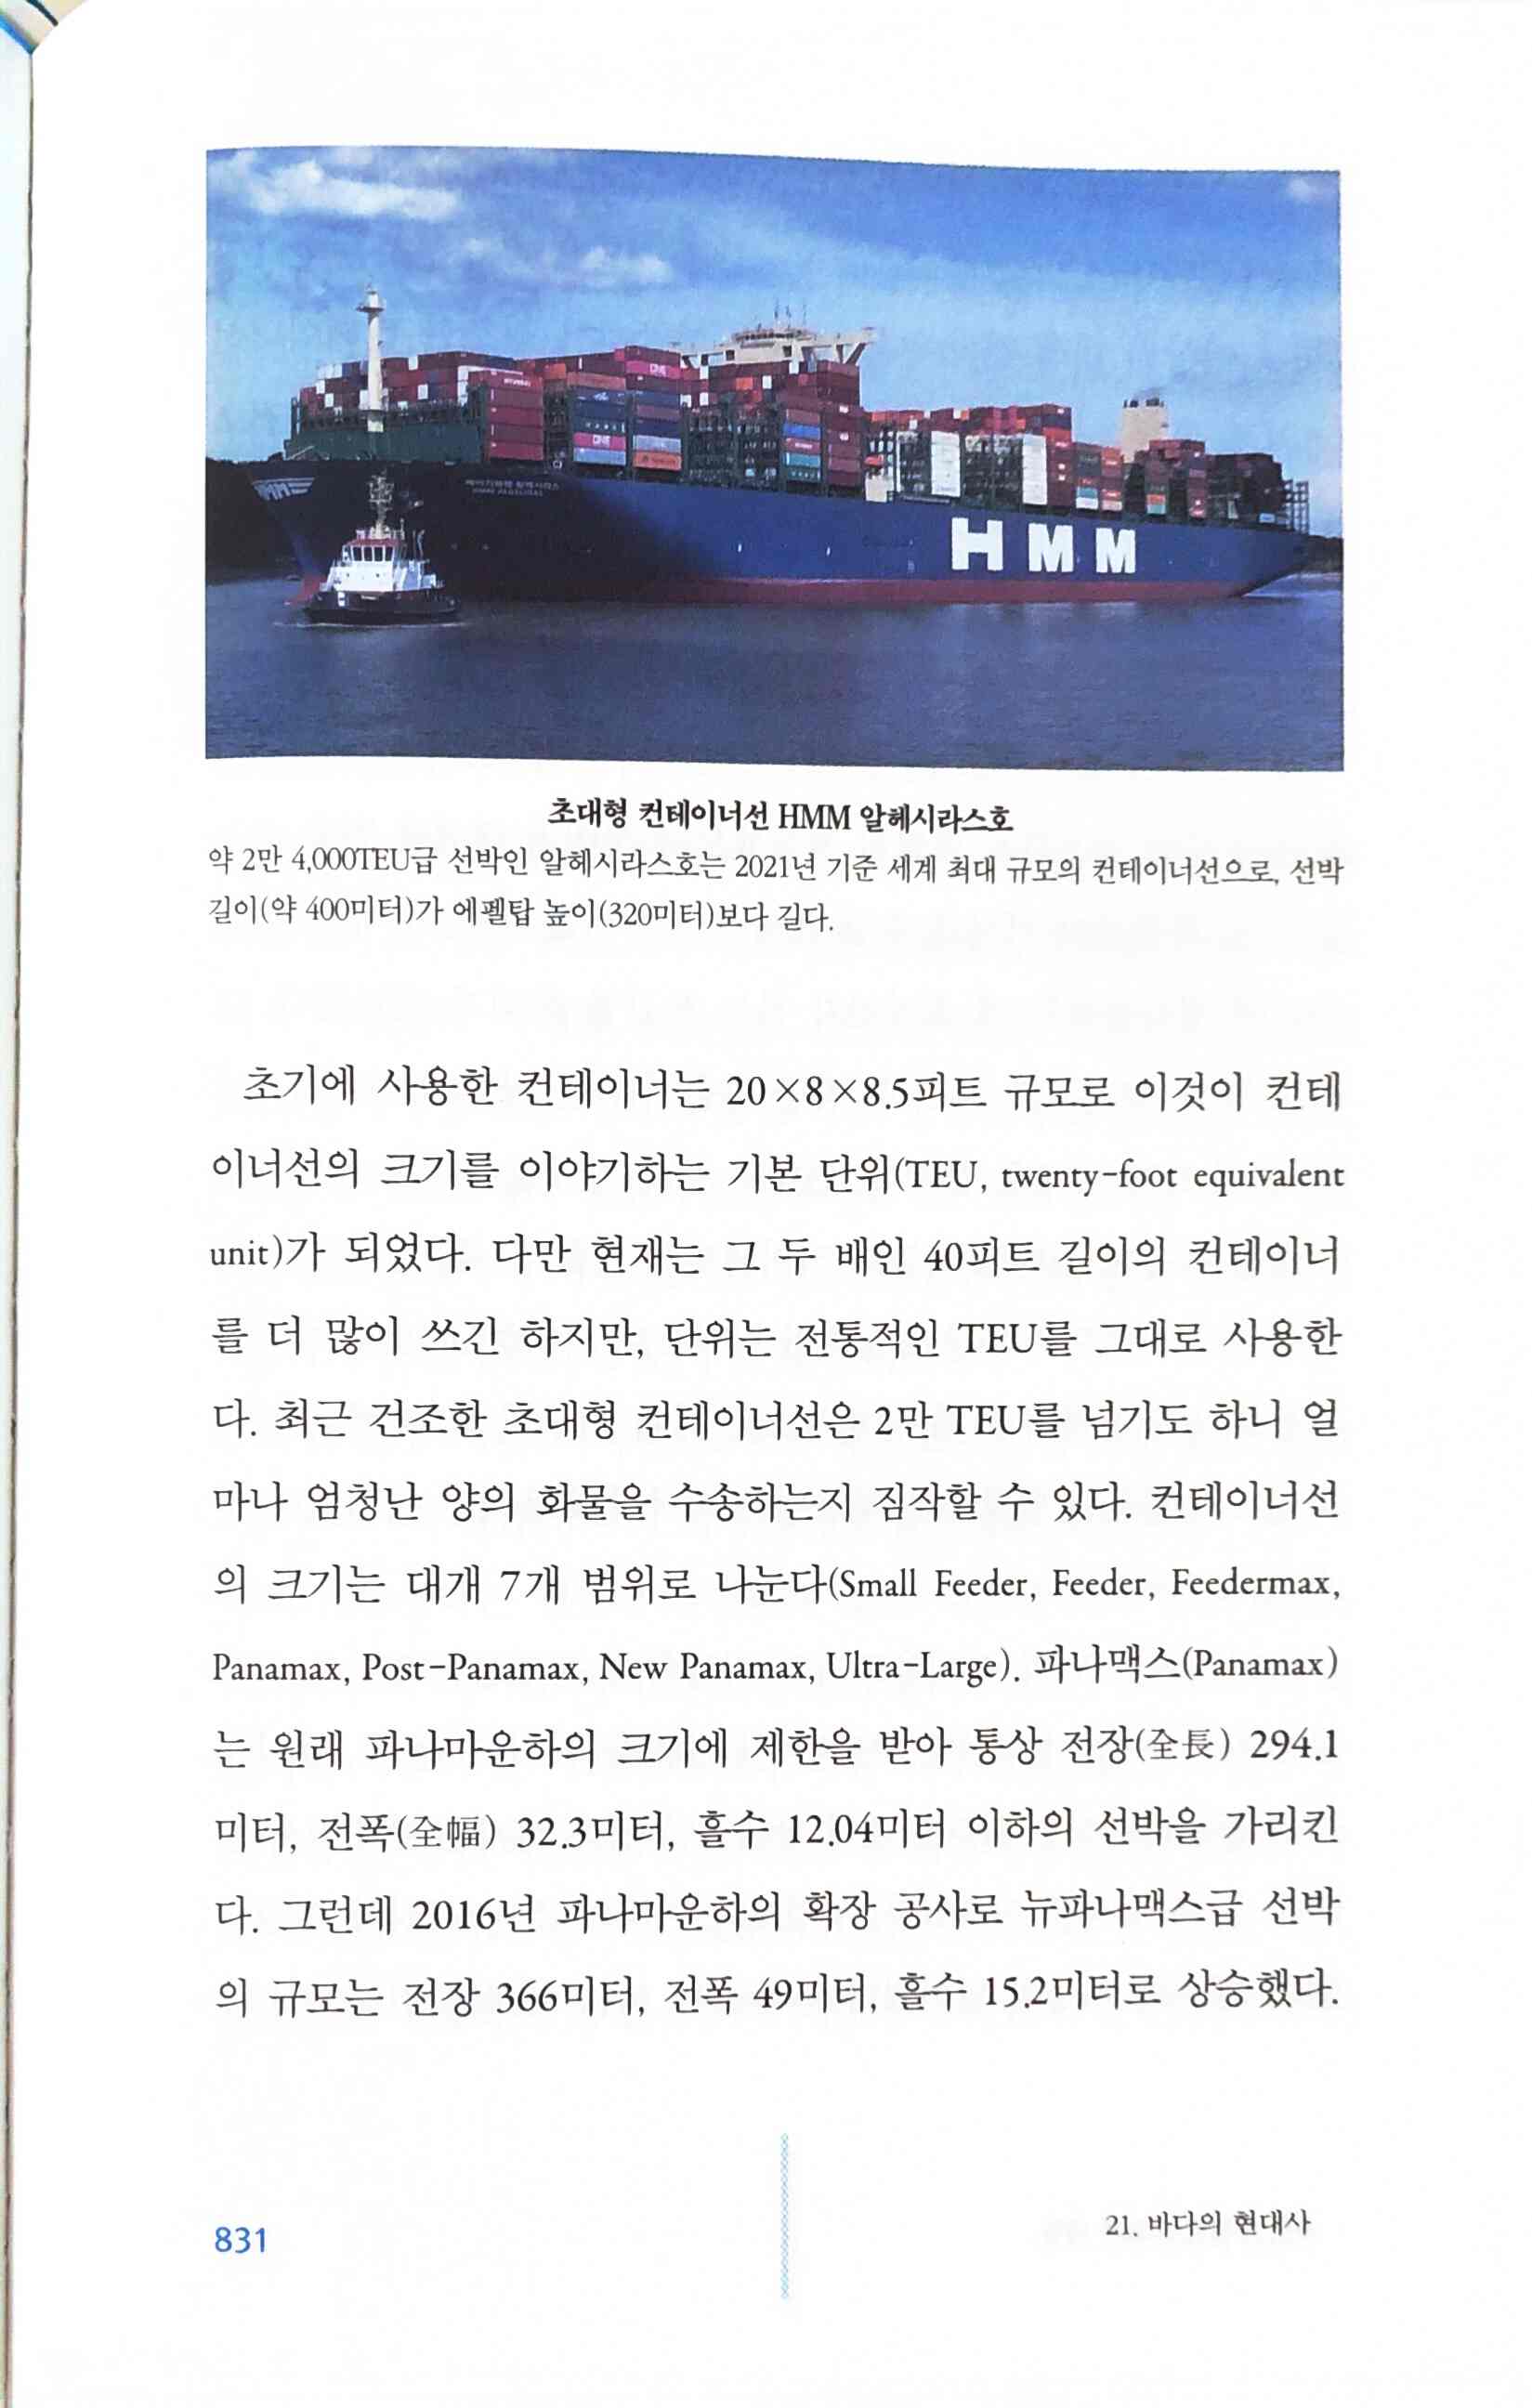 HMM
초대형 컨테이너선 HMM 알헤시라스호
약 2만 4,000TEU급 선박인 알헤시라스호는 2021년 기준 세계 최대 규모의 컨테이너선으로, 선박
길이(약 400미터)가 에펠탑 높이(320미터)보다 길다.
초기에 사용한 컨테이너는 20×8×8.5피트 규모로 이것이 컨테
이너선의 크기를 이야기하는 기본 단위(TEU, twenty-foot equivalent
unit)가 되었다. 다만 현재는 그 두 배인 40피트 길이의 컨테이너
를 더 많이 쓰긴 하지만, 단위는 전통적인 TEU를 그대로 사용한
다. 최근 건조한 초대형 컨테이너선은 2만 TEU를 넘기도 하니 얼
마나 엄청난 양의 화물을 수송하는지 짐작할 수 있다. 컨테이너선
의 크기는 대개 7개 범위로 나눈다(Small Feeder, Feeder, Feedermax,
Panamax, Post-Panamax, New Panamax, Ultra-Large). 파나맥스(Panamax)
는 원래 파나마운하의 크기에 제한을 받아 통상 전장(全長) 294.1
미터, 전폭(全幅) 32.3미터, 흘수 12.04미터 이하의 선박을 가리킨
다. 그런데 2016년 파나마운하의 확장 공사로 뉴파나맥스급 선박
의 규모는 전장 366미터, 전폭 49미터, 흘수 15.2미터로 상승했다.
831
21. 바다의 현대사